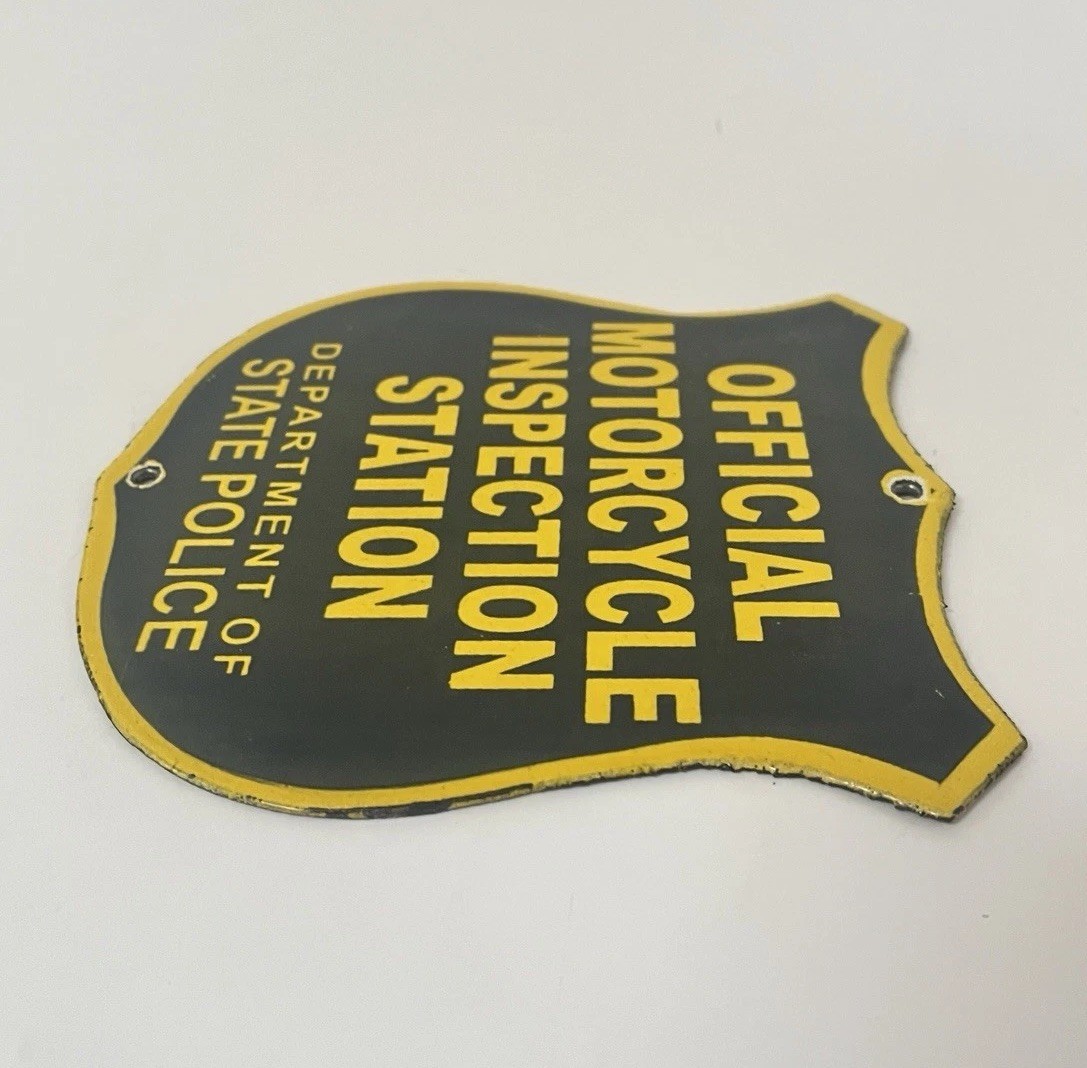 OFFICIAL
MOTORCYCLE
INSPECTION
STATION
DEPARTMENT OF
STATE POLICE